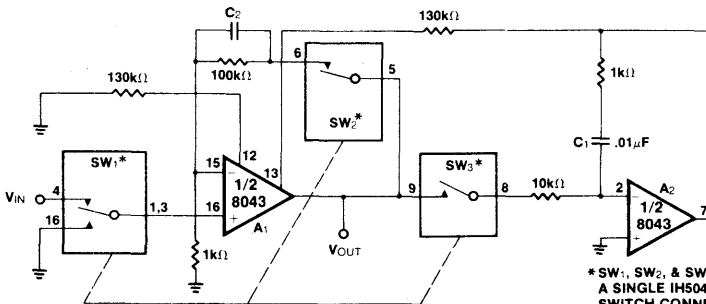 C2
130kΩ
6
5
100kΩ
130kΩ
1kΩ
SW2*
12
C1
.01μF
SW1*
15
13
SW3*
A2
VIN
4
1/2
8043
9
8
10kΩ
2
1/2
8043
7
16
1,3
16
A1
1kΩ
VOUT
*SW1, SW2, & SW
A SINGLE IH504
SWITCH CONNE